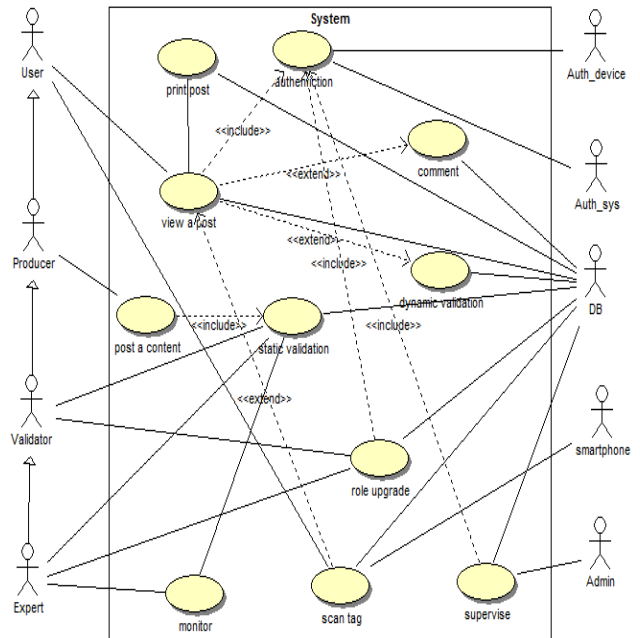 System
User
print post
authentiction
Auth_device
<<include>>
<<extend>>
comment
view a post
Auth_sys
<<extend>>
<<include>>
Producer
dynamic validation
DB
post a content
<<include>>
static validation
<<include>>
<<extend>>
Validator
smartphone
role upgrade
Expert
monitor
scan tag
supervise
Admin